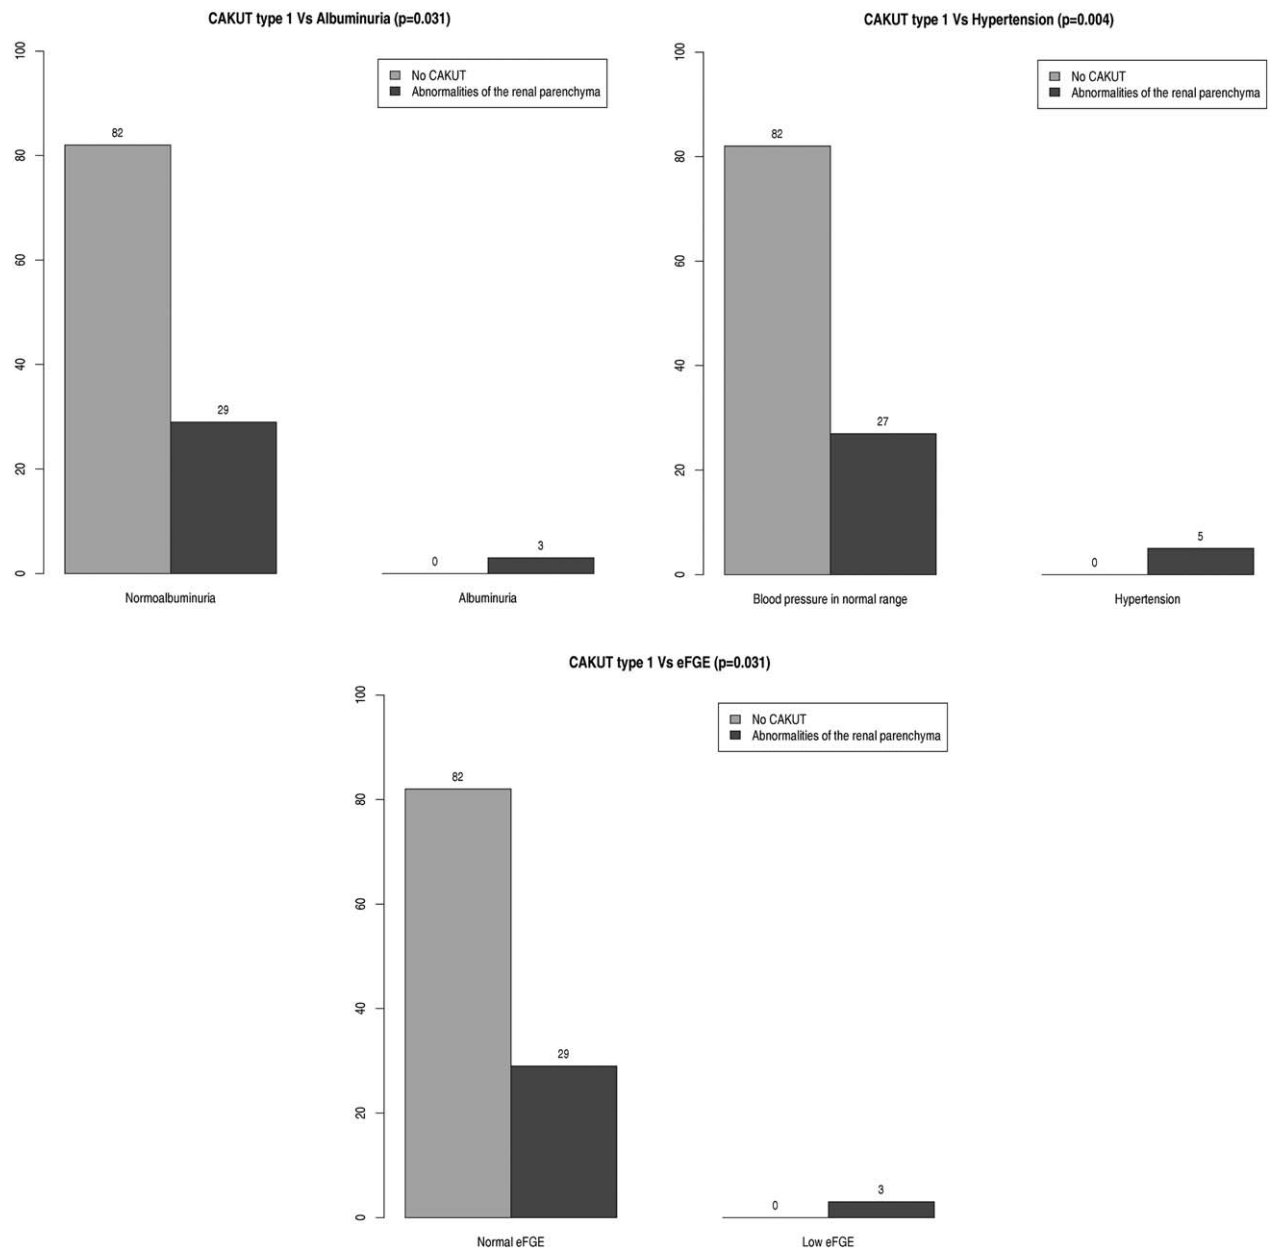 CAKUT type 1 Vs Albuminuria (p=0.031)
100
80
60
40
20
0
No CAKUT
Abnormalities of the renal parenchyma
82
29
0
3
Normoalbuminuria
Albuminuria
CAKUT type 1 Vs Hypertension (p=0.004)
100
80
60
40
20
0
No CAKUT
Abnormalities of the renal parenchyma
82
27
0
5
Blood pressure in normal range
Hypertension
CAKUT type 1 Vs eFGE (p=0.031)
100
80
60
40
20
0
No CAKUT
Abnormalities of the renal parenchyma
82
29
0
3
Normal eFGE
Low eFGE